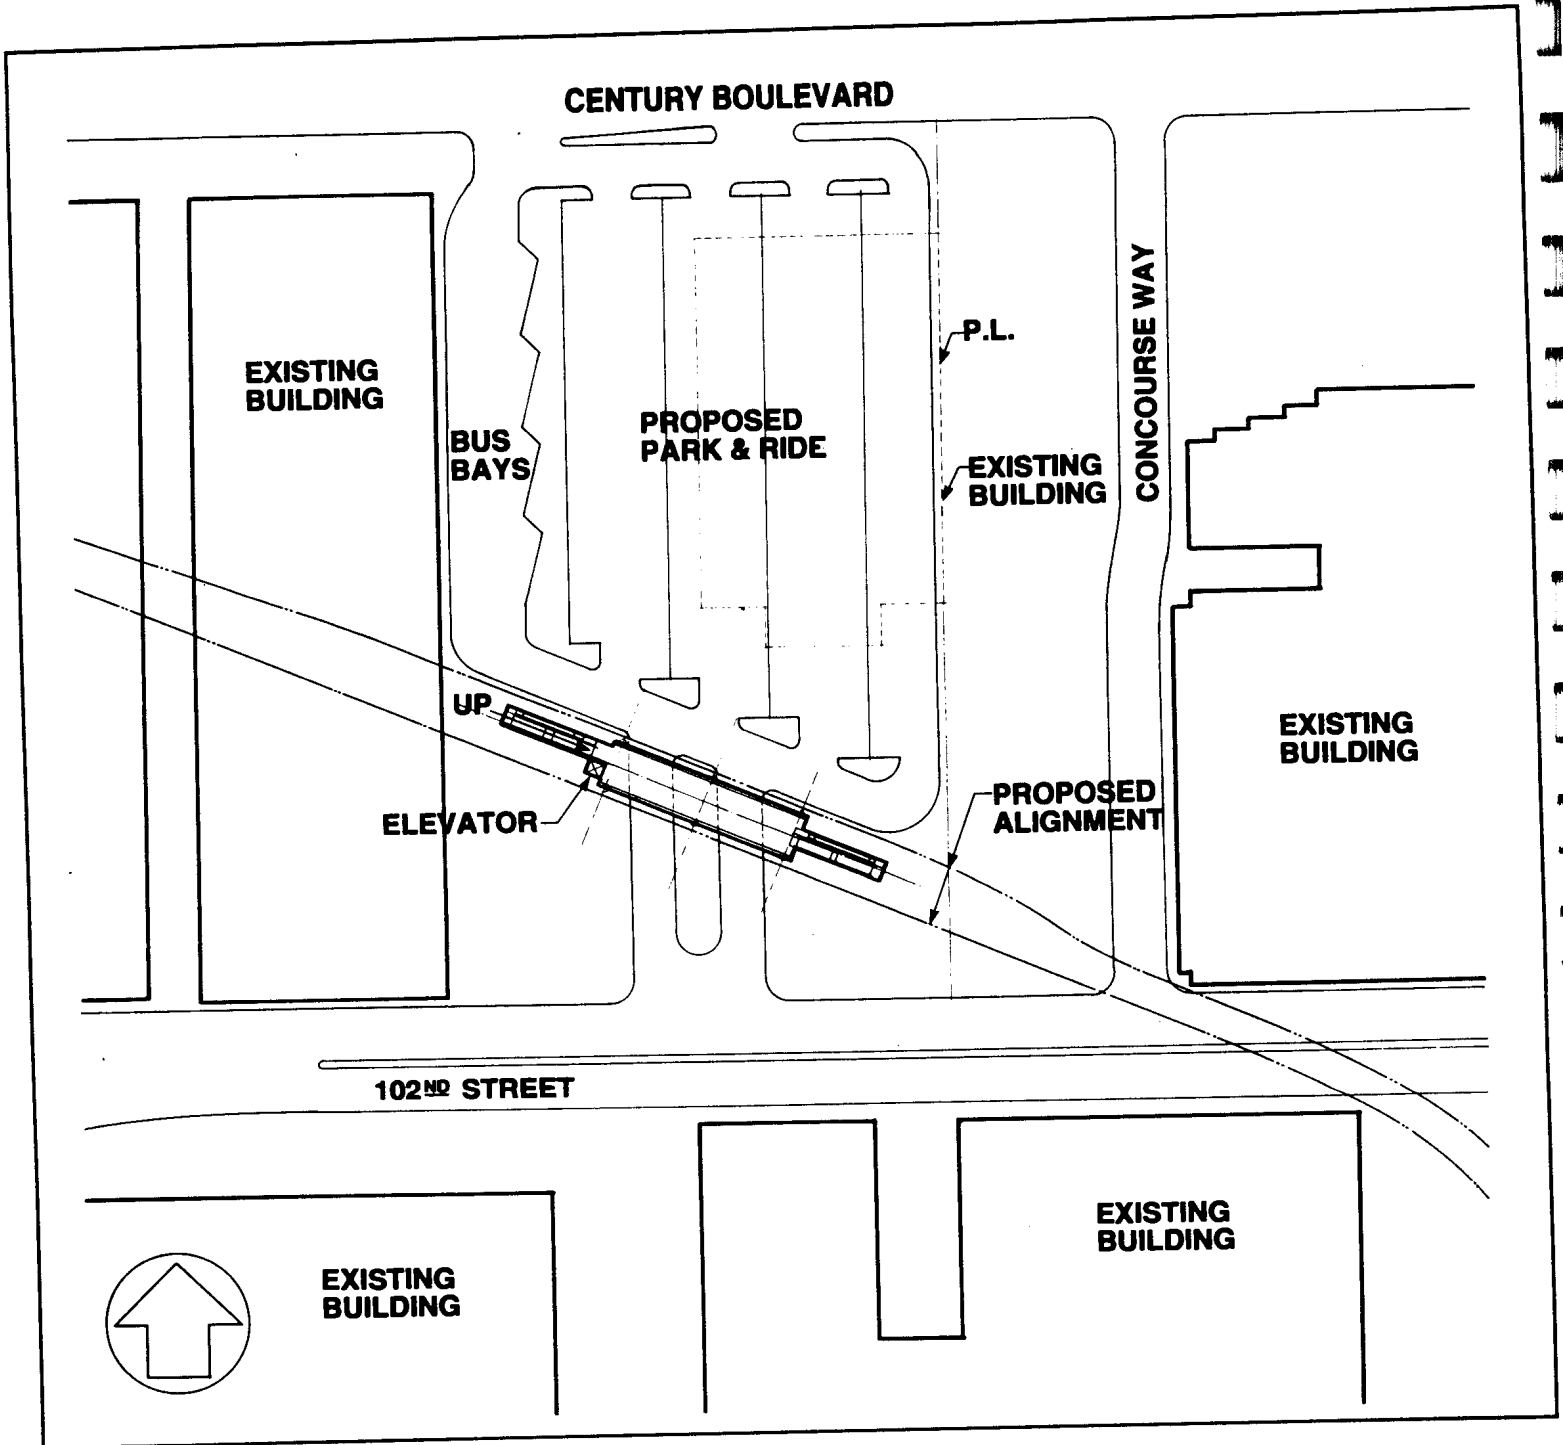 CENTURY BOULEVARD
CONCOURSE WAY
P.L.
EXISTING
BUILDING
PROPOSED
PARK & RIDE
BUS
BAYS
EXISTING
BUILDING
UP
EXISTING
BUILDING
ELEVATOR
PROPOSED
ALIGNMENT
102ND STREET
EXISTING
BUILDING
EXISTING
BUILDING